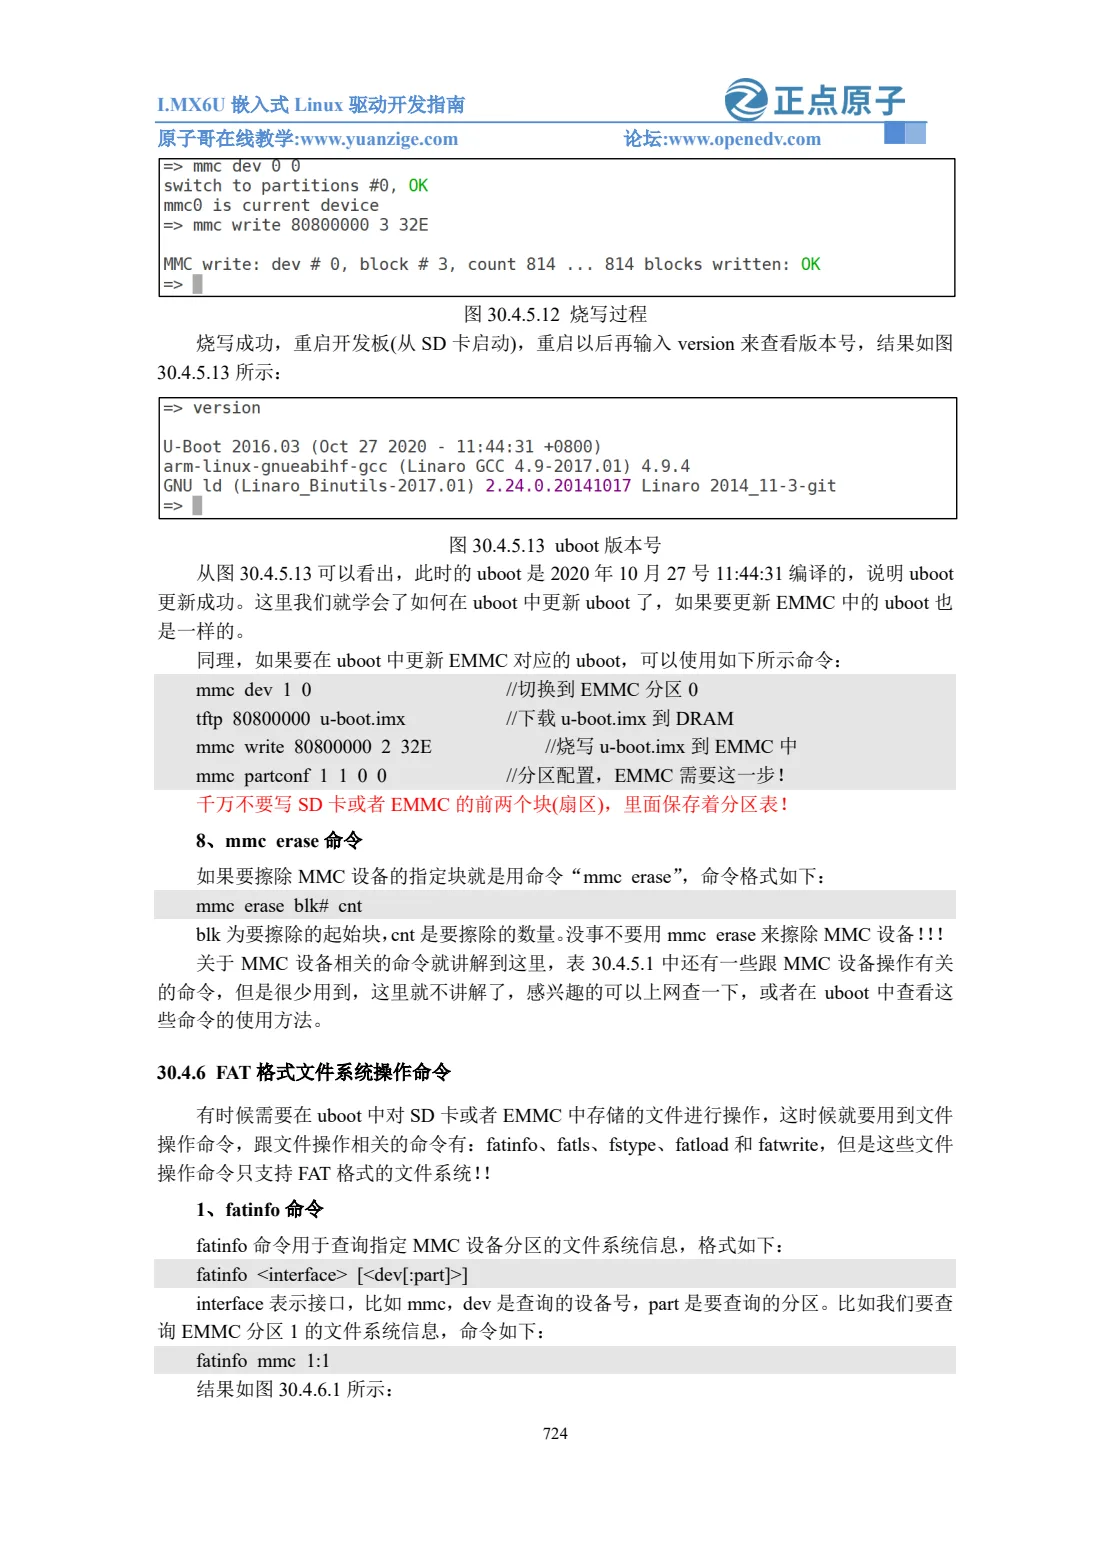 I.MX6U 嵌入式 Linux 驱动开发指南
正点原子
原子哥在线教学:www.yuanzige.com 论坛:www.openedv.com
=> mmc dev 0 0
switch to partitions #0, OK
mmc0 is current device
=> mmc write 80800000 3 32E
MMC write: dev # 0, block # 3, count 814 ... 814 blocks written: OK
=>
图 30.4.5.12 烧写过程
烧写成功，重启开发板(从 SD 卡启动)，重启以后再输入 version 来查看版本号，结果如图
30.4.5.13 所示：
=> version
U-Boot 2016.03 (Oct 27 2020 - 11:44:31 +0800)
arm-linux-gnueabihf-gcc (Linaro GCC 4.9-2017.01) 4.9.4
GNU ld (Linaro_Binutils-2017.01) 2.24.0.20141017 Linaro 2014_11-3-git
=>
图 30.4.5.13 uboot 版本号
从图 30.4.5.13 可以看出，此时的 uboot 是 2020 年 10 月 27 号 11:44:31 编译的，说明 uboot
更新成功。这里我们就学会了如何在 uboot 中更新 uboot 了，如果要更新 EMMC 中的 uboot 也
是一样的。
同理，如果要在 uboot 中更新 EMMC 对应的 uboot，可以使用如下所示命令：
mmc dev 1 0 //切换到 EMMC 分区 0
tftp 80800000 u-boot.imx //下载 u-boot.imx 到 DRAM
mmc write 80800000 2 32E //烧写 u-boot.imx 到 EMMC 中
mmc partconf 1 1 0 0 //分区配置，EMMC 需要这一步！
千万不要写 SD 卡或者 EMMC 的前两个块(扇区)，里面保存着分区表！
8、mmc erase 命令
如果要擦除 MMC 设备的指定块就是用命令“mmc erase”，命令格式如下：
mmc erase blk# cnt
blk 为要擦除的起始块，cnt 是要擦除的数量。没事不要用 mmc erase 来擦除 MMC 设备！！！
关于 MMC 设备相关的命令就讲解到这里，表 30.4.5.1 中还有一些跟 MMC 设备操作有关
的命令，但是很少用到，这里就不讲解了，感兴趣的可以上网查一下，或者在 uboot 中查看这
些命令的使用方法。
30.4.6 FAT 格式文件系统操作命令
有时候需要在 uboot 中对 SD 卡或者 EMMC 中存储的文件进行操作，这时候就要用到文件
操作命令，跟文件操作相关的命令有：fatinfo、fatls、fstype、fatload 和 fatwrite，但是这些文件
操作命令只支持 FAT 格式的文件系统！！
1、fatinfo 命令
fatinfo 命令用于查询指定 MMC 设备分区的文件系统信息，格式如下：
fatinfo <interface> [<dev[:part]>]
interface 表示接口，比如 mmc，dev 是查询的设备号，part 是要查询的分区。比如我们要查
询 EMMC 分区 1 的文件系统信息，命令如下：
fatinfo mmc 1:1
结果如图 30.4.6.1 所示：
724